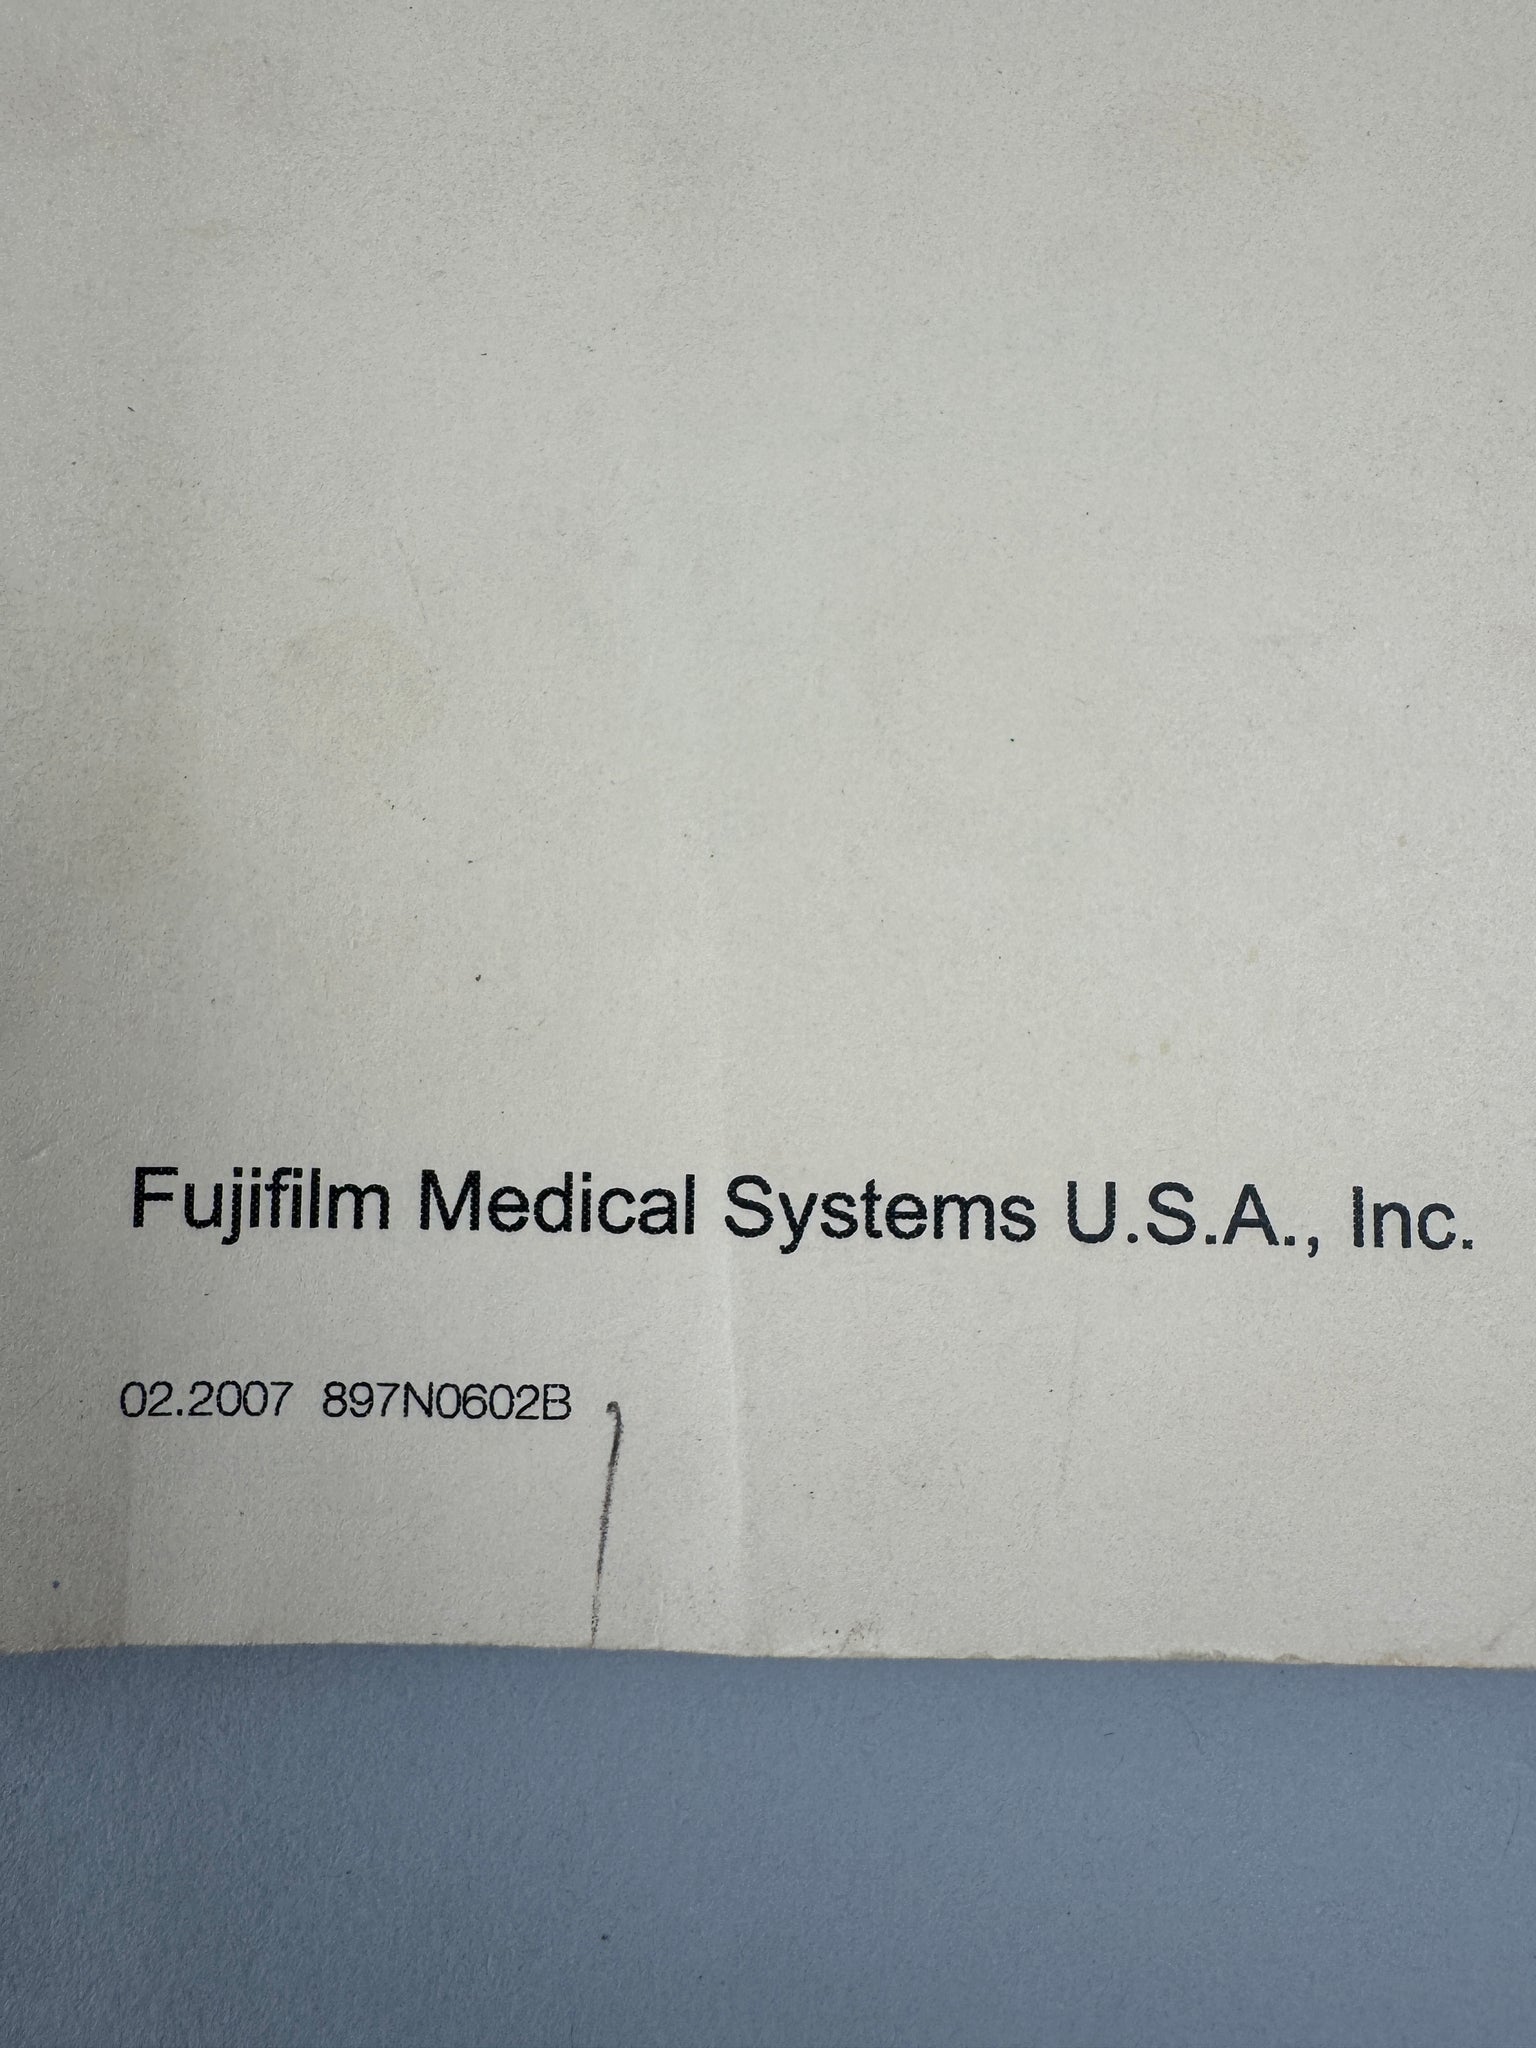 Fujifilm Medical Systems U.S.A., Inc.
02.2007 897N0602B